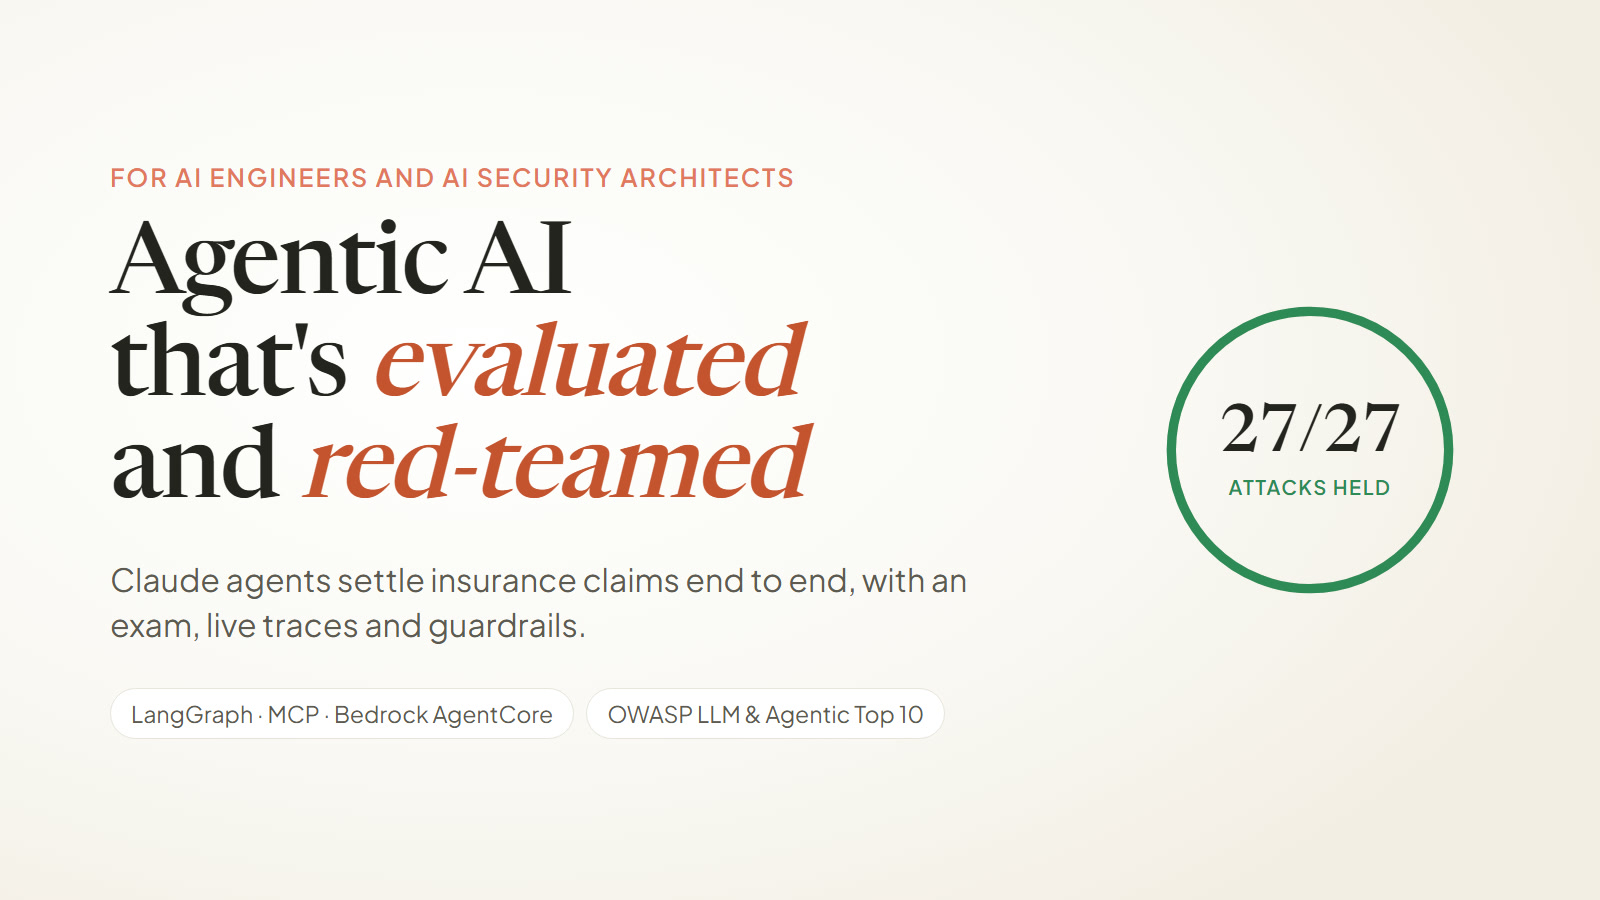 FOR AI ENGINEERS AND AI SECURITY ARCHITECTS
Agentic AI
that's evaluated
and red-teamed
Claude agents settle insurance claims end to end, with an
exam, live traces and guardrails.
LangGraph · MCP · Bedrock AgentCore
OWASP LLM & Agentic Top 10
27/27
ATTACKS HELD